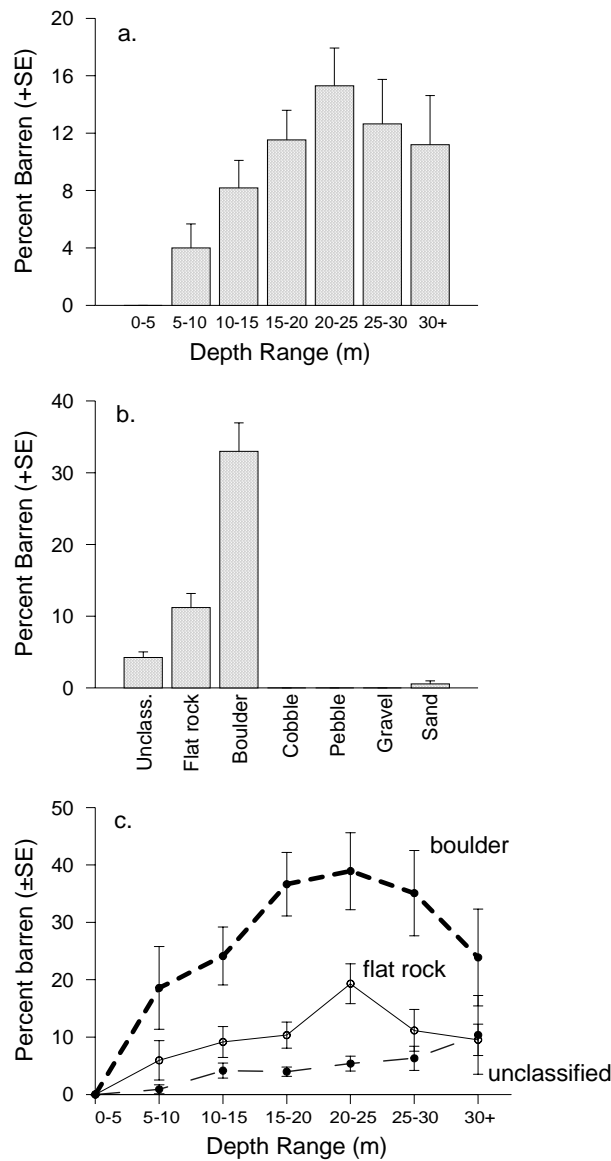 a.
Percent Barren (+SE)
20
16
12
8
4
0
0-5 5-10 10-15 15-20 20-25 25-30 30+
Depth Range (m)
b.
Percent Barren (+SE)
40
30
20
10
0
Unclass. Flat rock Boulder Cobble Pebble Gravel Sand
c.
Percent barren (±SE)
50
40
30
20
10
0
boulder
flat rock
unclassified
0-5 5-10 10-15 15-20 20-25 25-30 30+
Depth Range (m)